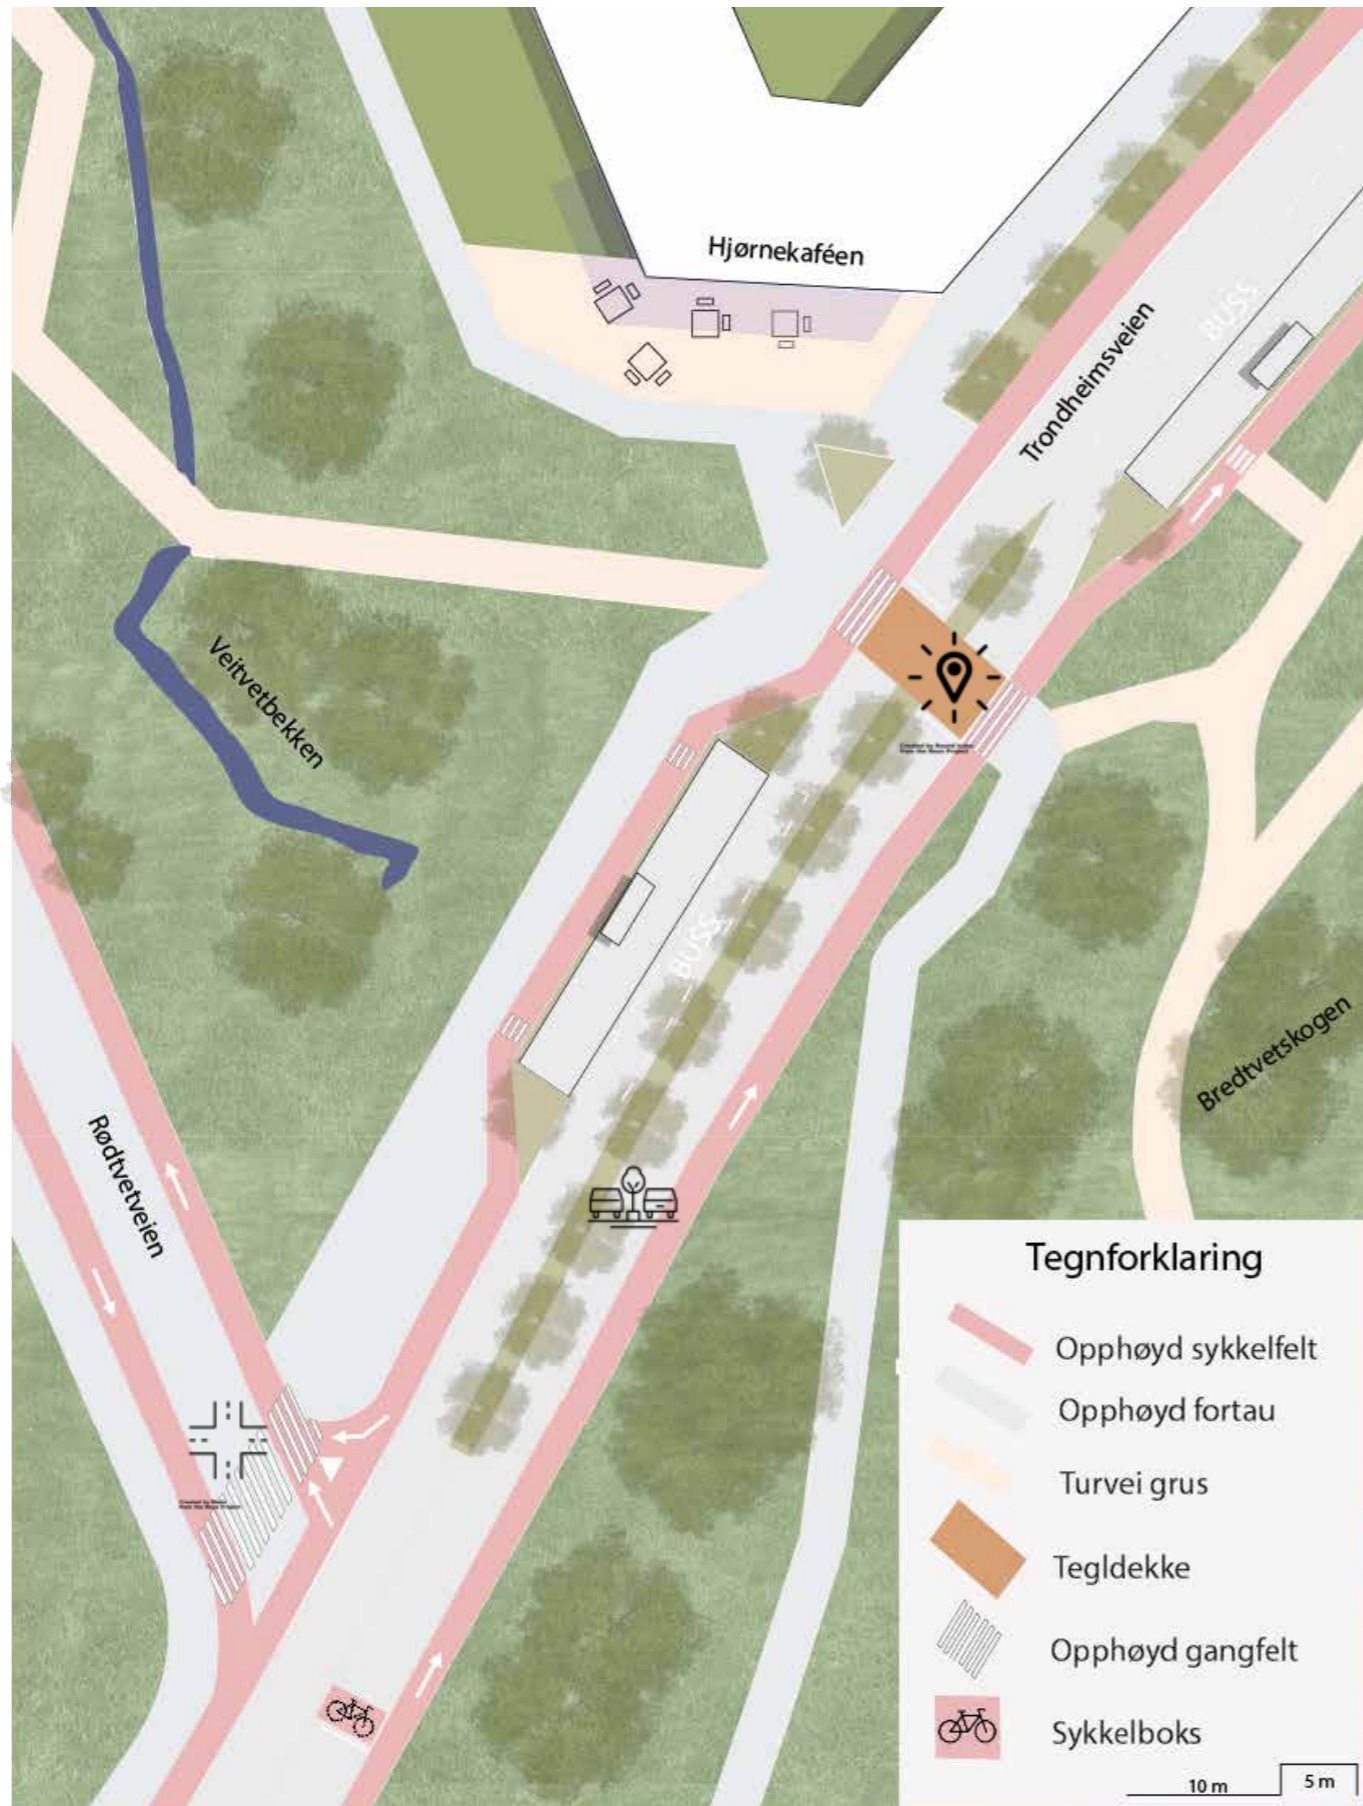 Hjørnekaféen
Trondheimsveien
BUSS
Veitvetbekken
BUSS
Bredtvetskogen
Rødtvetveien
Tegnforklaring
Opphøyd sykkelfelt
Opphøyd fortau
Turvei grus
Tegldekke
Opphøyd gangfelt
Sykkelboks
10 m
5 m